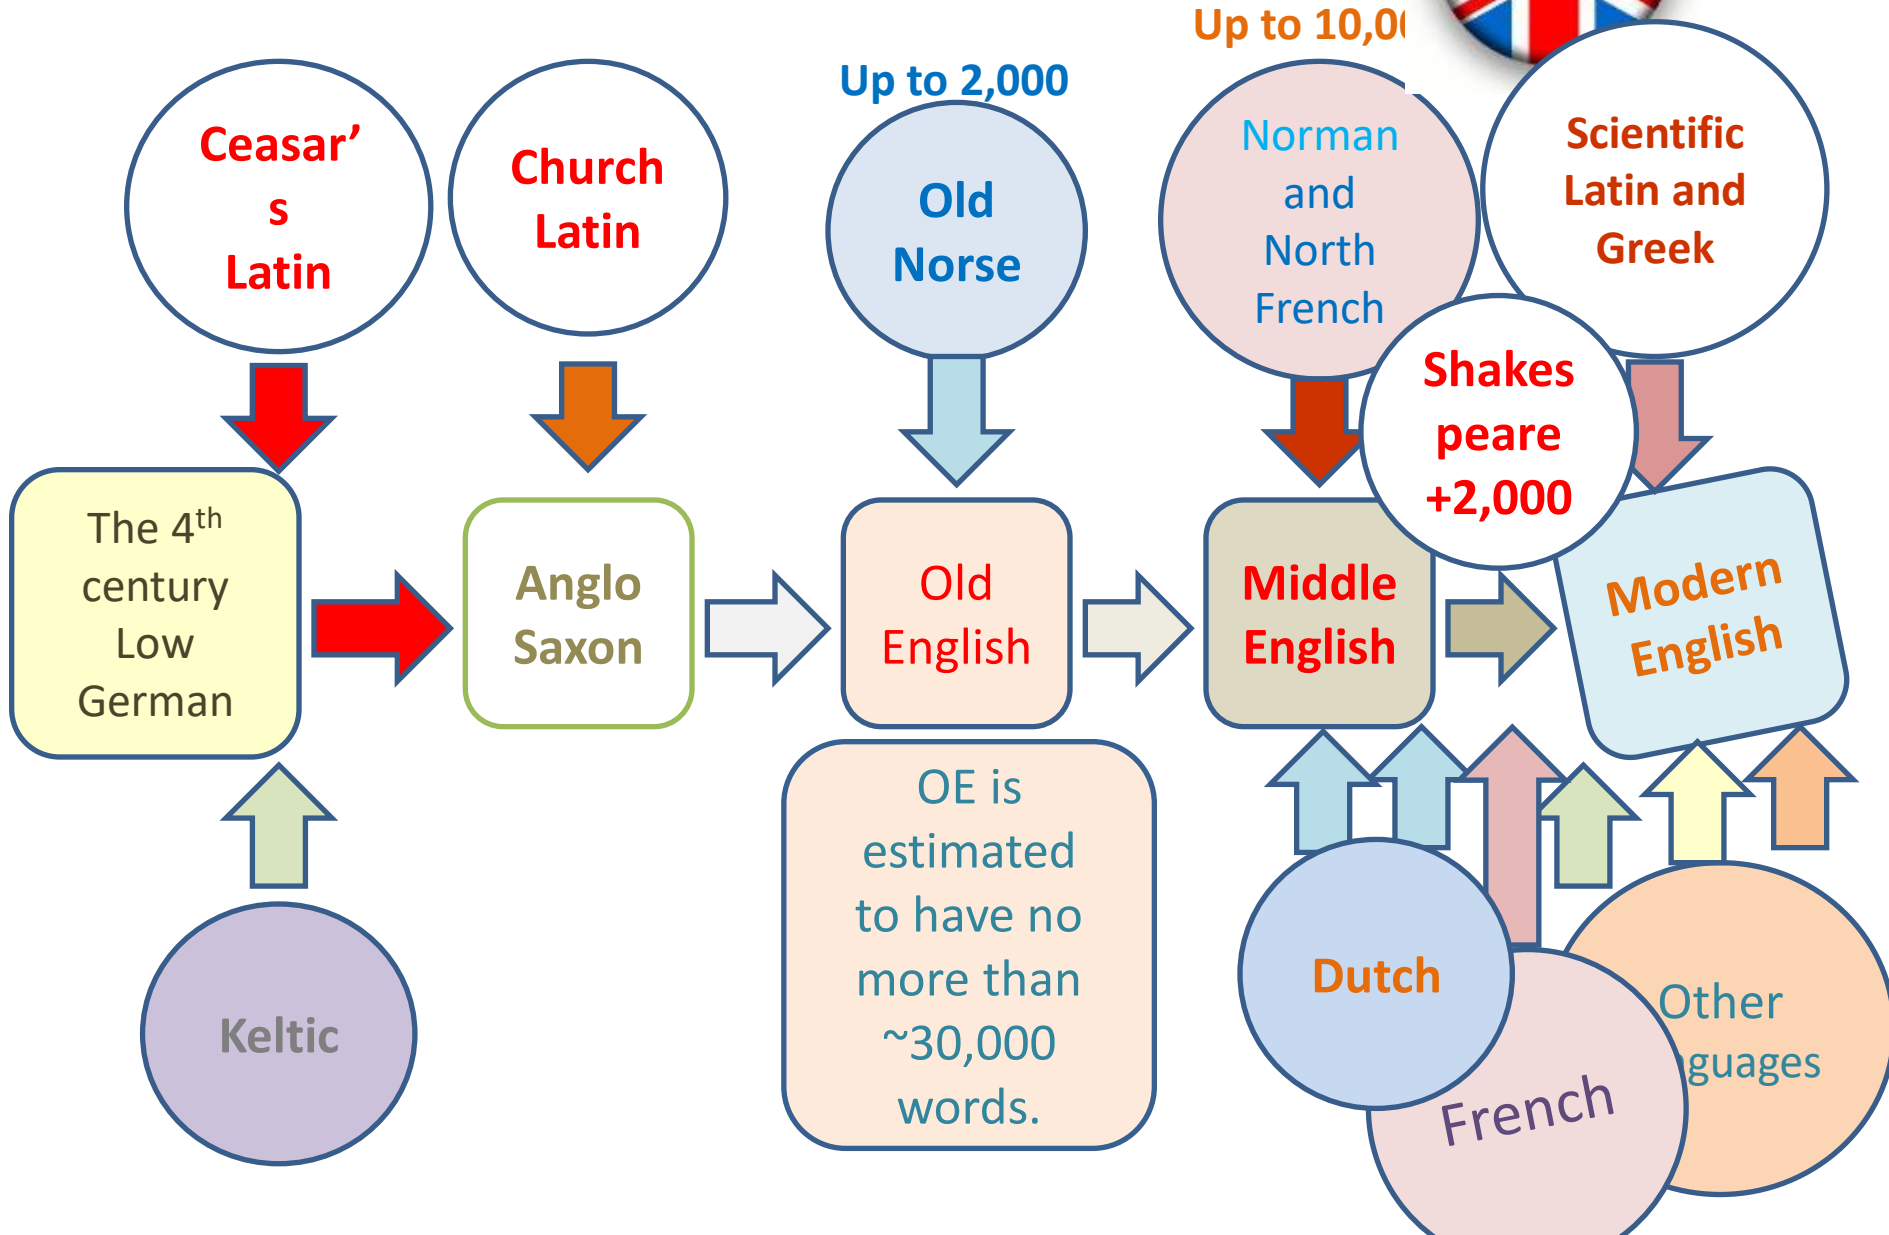 Up to 10,00
Up to 2,000
Ceasar’
s
Latin
Church
Latin
Old
Norse
Norman
and
North
French
Scientific
Latin and
Greek
Shakes
peare
+2,000
The 4th
century
Low
German
Anglo
Saxon
Old
English
Middle
English
Modern
English
OE is
estimated
to have no
more than
~30,000
words.
Keltic
Dutch
French
Other
guages